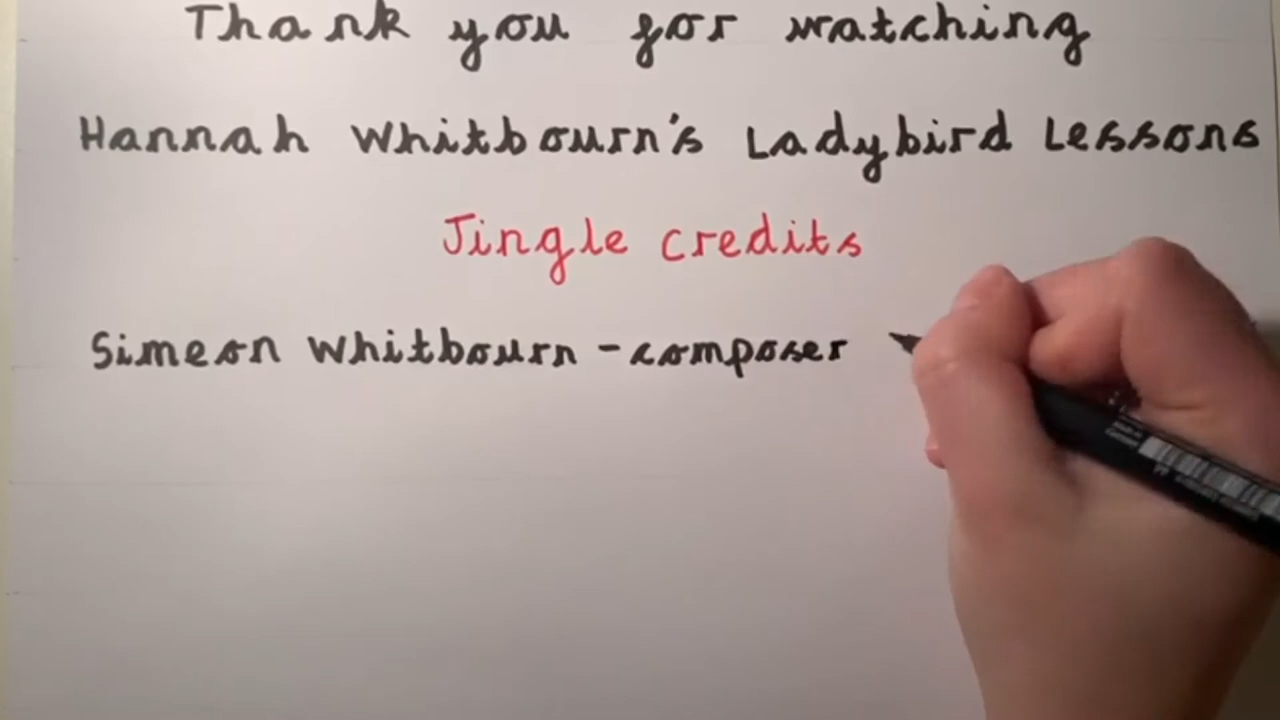 Thank you for watching
Hannah Whitbourn's Ladybird Lessons
Jingle credits
Simeon Whitbourn - composer